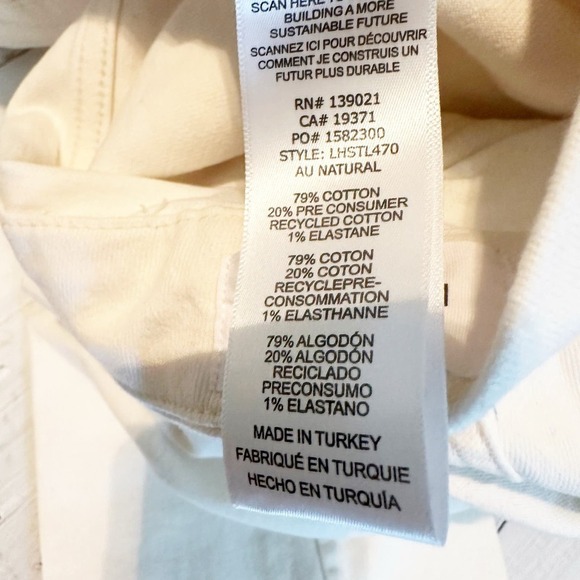 SCAN HERE TO
BUILDING A MORE
SUSTAINABLE FUTURE
SCANNEZ ICI POUR DÉCOUVRIR
COMMENT JE CONSTRUIS UN
FUTUR PLUS DURABLE
RN# 139021
CA# 19371
PO# 1582300
STYLE: LHSTL470
AU NATURAL
79% COTTON
20% PRE CONSUMER
RECYCLED COTTON
1% ELASTANE
79% COTON
20% COTON
RECYCLEPRE-
CONSOMMATION
1% ELASTHANNE
79% ALGODÓN
20% ALGODÓN
RECICLADO
PRECONSUMO
1% ELASTANO
MADE IN TURKEY
FABRIQUÉ EN TURQUIE
HECHO EN TURQUÍA